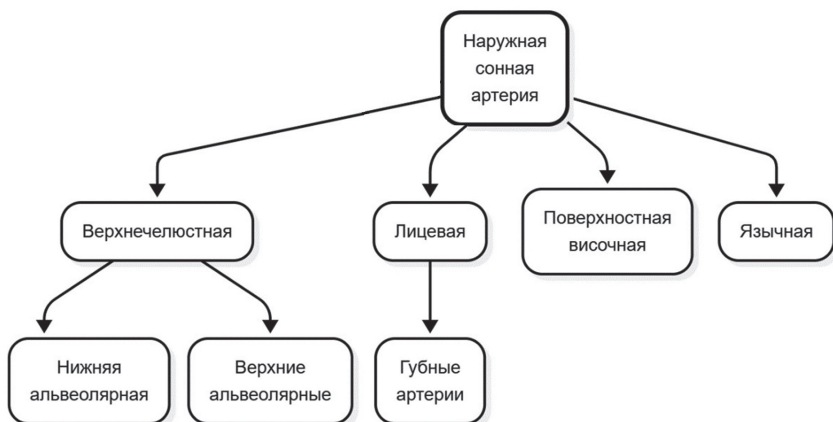 Наружная
сонная
артерия
Верхнечелюстная
Лицевая
Поверхностная
височная
Язычная
Нижняя
альвеолярная
Верхние
альвеолярные
Губные
артерии